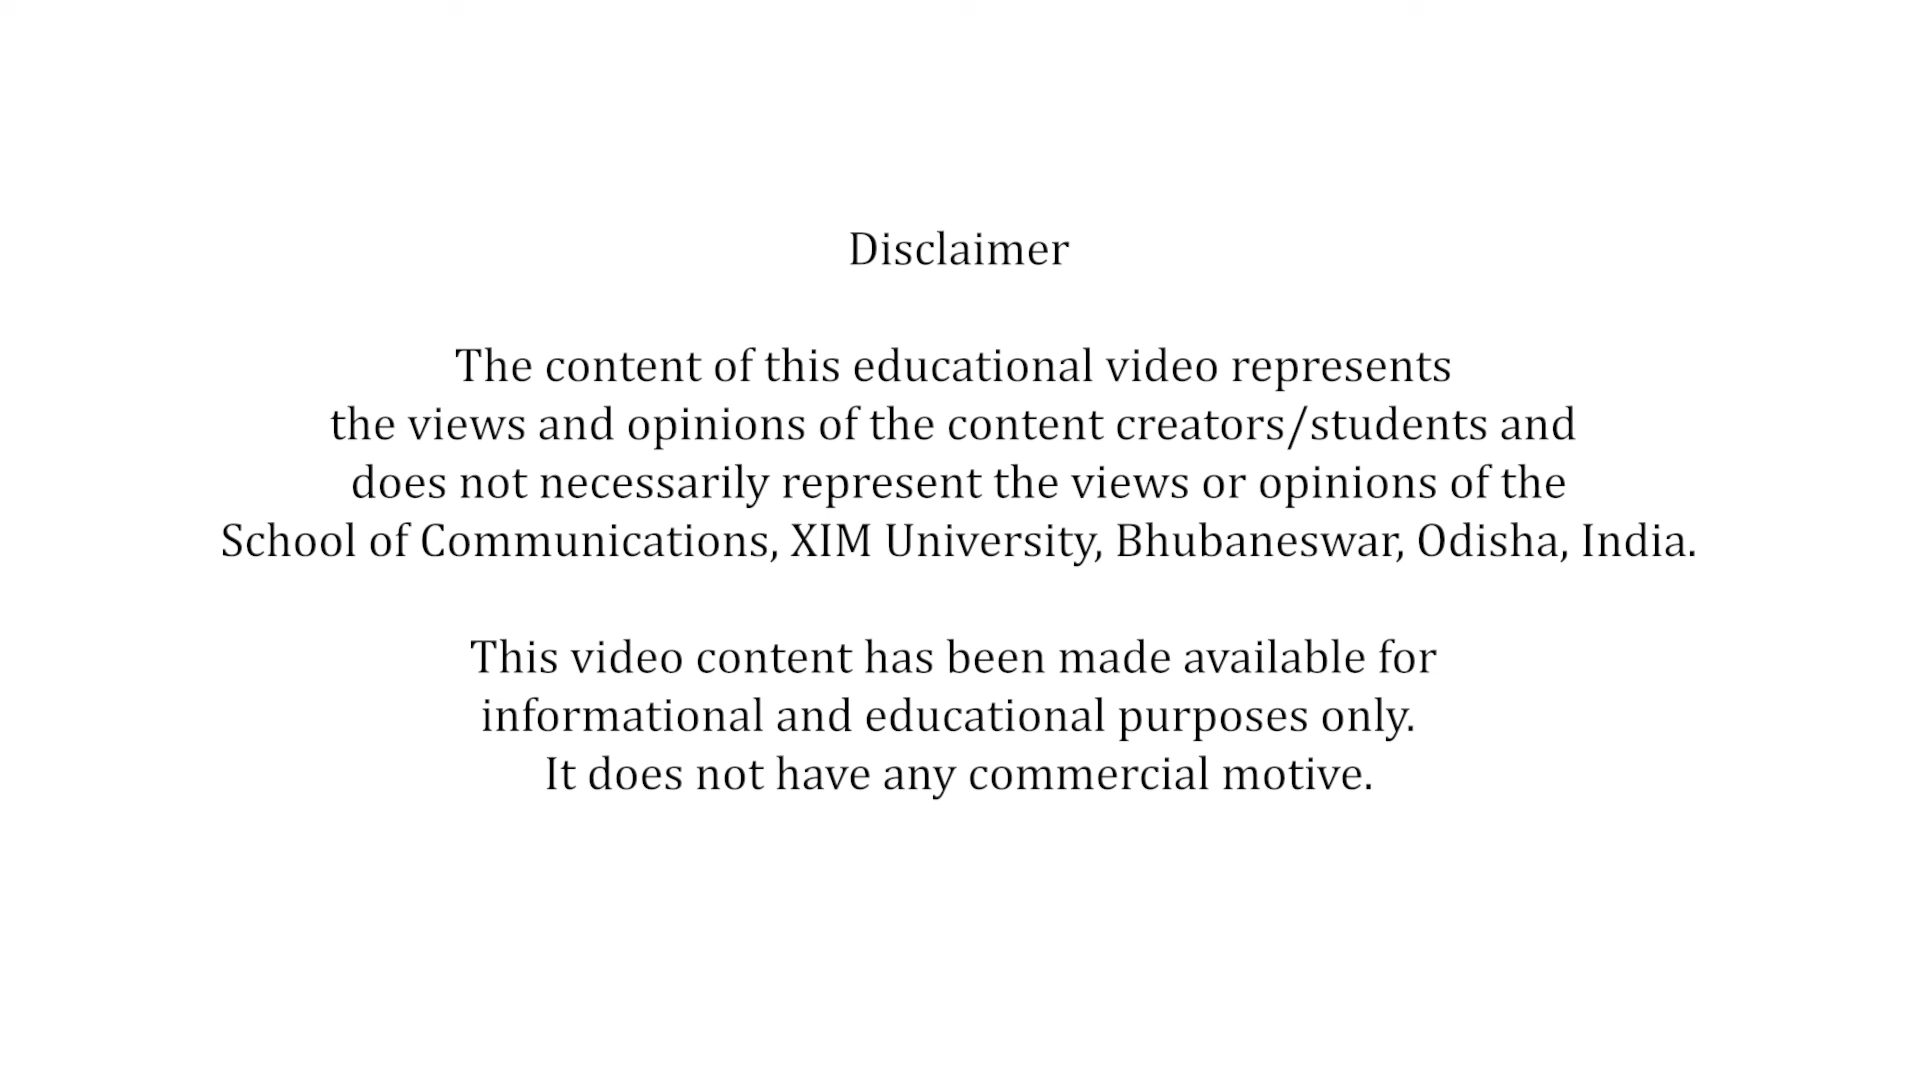 Disclaimer
The content of this educational video represents
the views and opinions of the content creators/students and
does not necessarily represent the views or opinions of the
School of Communications, XIM University, Bhubaneswar, Odisha, India.
This video content has been made available for
informational and educational purposes only.
It does not have any commercial motive.